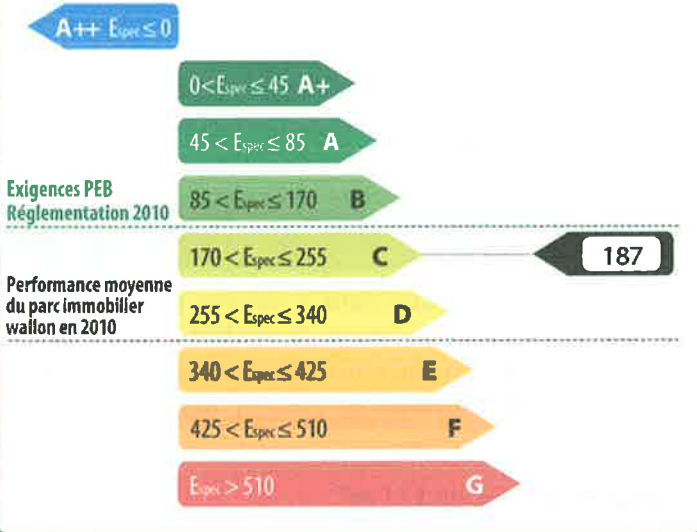 A++ Espec ≤ 0
0 < Espec ≤ 45 A+
45 < Espec ≤ 85 A
Exigences PEB
Réglementation 2010
85 < Espec ≤ 170 B
170 < Espec ≤ 255 C
187
Performance moyenne
du parc immobilier
wallon en 2010
255 < Espec ≤ 340 D
340 < Espec ≤ 425 E
425 < Espec ≤ 510 F
Espec > 510 G